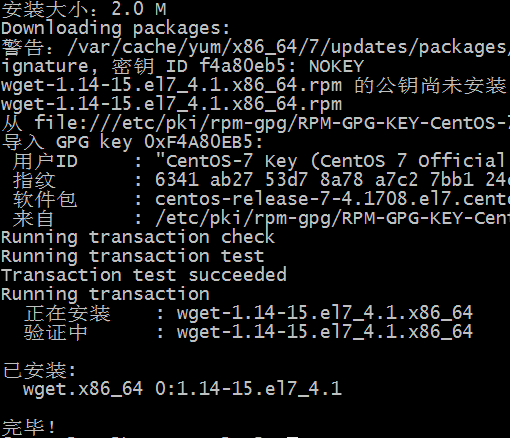 安装大小：2.0 M
Downloading packages:
警告：/var/cache/yum/x86_64/7/updates/packages/
ignature, 密钥 ID f4a80eb5: NOKEY
wget-1.14-15.el7_4.1.x86_64.rpm 的公钥尚未安装
wget-1.14-15.el7_4.1.x86_64.rpm
从 file:///etc/pki/rpm-gpg/RPM-GPG-KEY-CentOS-7
导入 GPG key 0xF4A80EB5:
用户ID : "CentOS-7 Key (CentOS 7 Official
指纹 : 6341 ab27 53d7 8a78 a7c2 7bb1 24
软件包 : centos-release-7-4.1708.el7.cent
来自 : /etc/pki/rpm-gpg/RPM-GPG-KEY-Cent
Running transaction check
Running transaction test
Transaction test succeeded
Running transaction
正在安装 : wget-1.14-15.el7_4.1.x86_64
验证中 : wget-1.14-15.el7_4.1.x86_64
已安装:
wget.x86_64 0:1.14-15.el7_4.1
完毕！